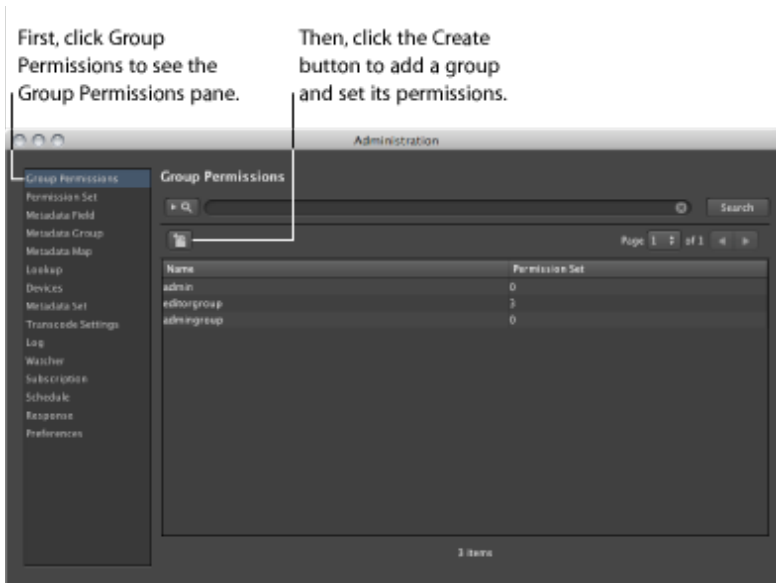 First, click Group
Permissions to see the
Group Permissions pane.
Then, click the Create
button to add a group
and set its permissions.
Administration
Group Permissions
Permission Set
Metadata Field
Metadata Group
Metadata Map
Lookup
Devices
Metadata Set
Transcode Settings
Log
Watcher
Subscription
Schedule
Response
Preferences
Group Permissions
Search
Page 1 of 1
Name Permission Set
admin 0
editorgroup 3
admingroup 0
3 items